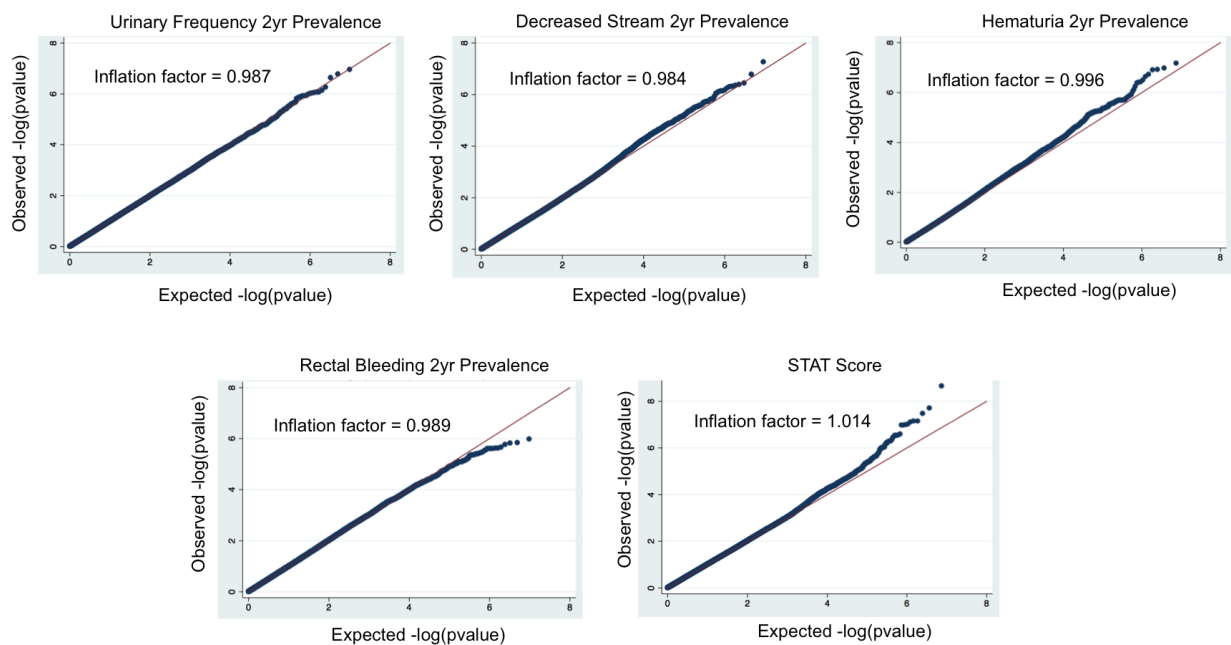 Urinary Frequency 2yr Prevalence
Inflation factor = 0.987
Observed -log(pvalue)
8
6
4
2
0
0 2 4 6 8
Expected -log(pvalue)
Decreased Stream 2yr Prevalence
Inflation factor = 0.984
Observed -log(pvalue)
8
6
4
2
0
0 2 4 6 8
Expected -log(pvalue)
Hematuria 2yr Prevalence
Inflation factor = 0.996
Observed -log(pvalue)
8
6
4
2
0
0 2 4 6 8
Expected -log(pvalue)
Rectal Bleeding 2yr Prevalence
Inflation factor = 0.989
Observed -log(pvalue)
8
6
4
2
0
0 2 4 6 8
Expected -log(pvalue)
STAT Score
Inflation factor = 1.014
Observed -log(pvalue)
8
6
4
2
0
0 2 4 6 8
Expected -log(pvalue)